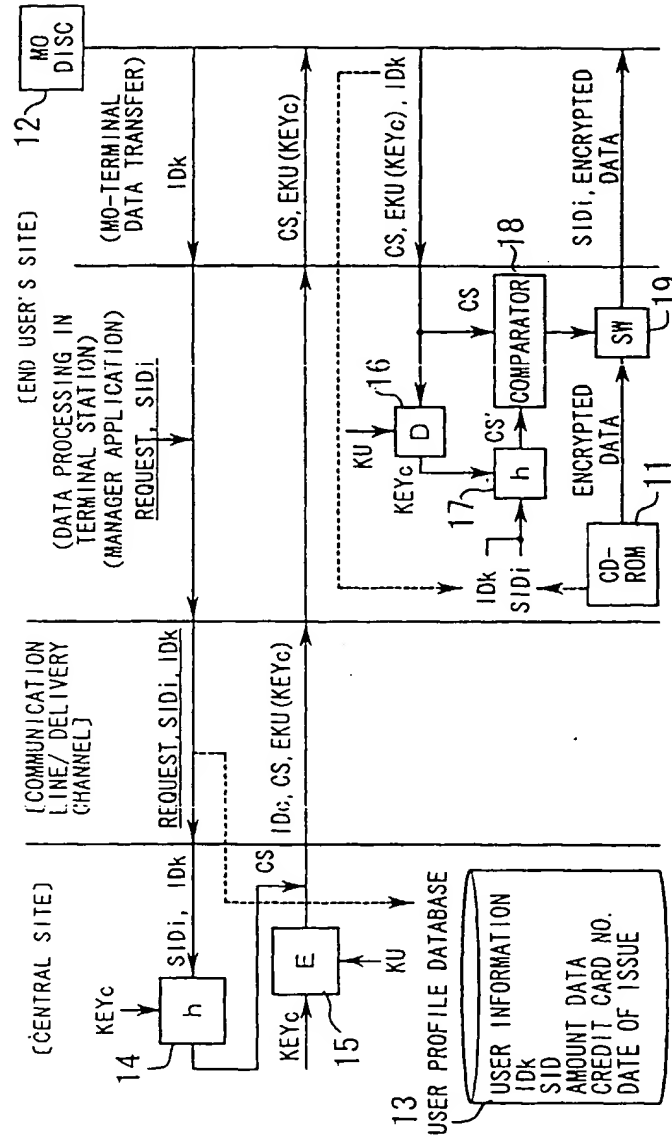 [CENTRAL SITE]
[COMMUNICATION
LINE/ DELIVERY
CHANNEL]
[END USER'S SITE]
(DATA PROCESSING IN
TERMINAL STATION)
(MANAGER APPLICATION)
(MO-TERMINAL
DATA TRANSFER)
12
MO
DISC
KEYc
SIDi, IDk
REQUEST, SIDi, IDk
REQUEST, SIDi
IDk
14
h
CS
IDc, CS, EKU(KEYc)
CS, EKU(KEYc)
KEYc
E
15
KU
CS, EKU(KEYc), IDk
KU
16
D
CS
KEYc
17
h
CS'
COMPARATOR
18
IDk
SIDi
13
USER PROFILE DATABASE
USER INFORMATION
IDk
SID
AMOUNT DATA
CREDIT CARD NO.
DATE OF ISSUE
CD-
ROM
11
ENCRYPTED
DATA
SW
19
SIDi, ENCRYPTED
DATA